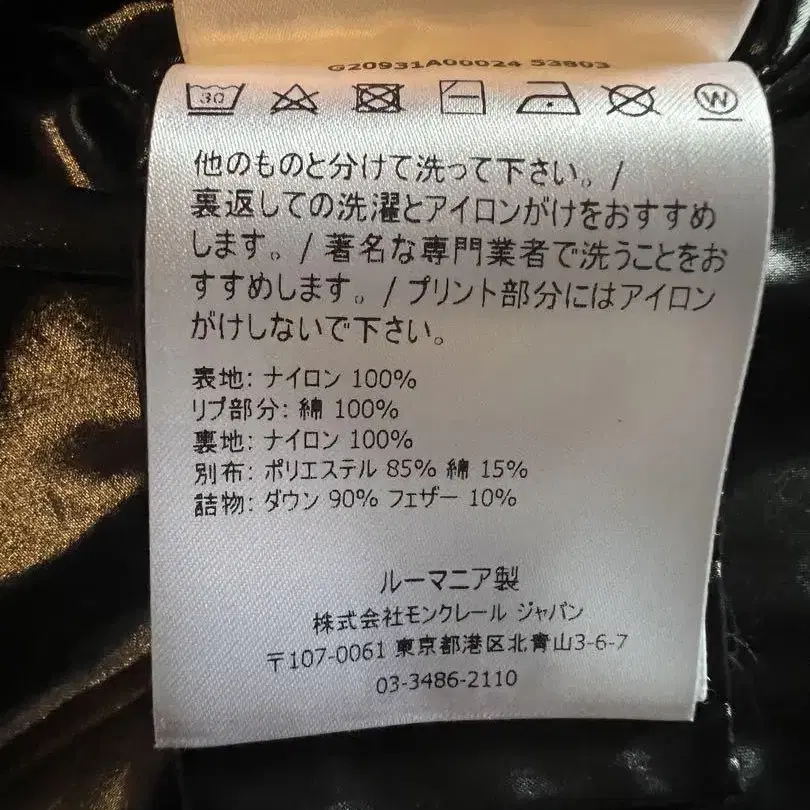 G20931A00024 53803
30
W
他のものと分けて洗って下さい。/
裏返しての洗濯とアイロンがけをおすすめ
します。/ 著名な専門業者で洗うことをお
すすめします。/ プリント部分にはアイロン
がけしないで下さい。
表地: ナイロン 100%
リブ部分: 綿 100%
裏地: ナイロン 100%
別布: ポリエステル 85% 綿 15%
詰物: ダウン 90% フェザー 10%
ルーマニア製
株式会社モンクレール ジャパン
〒107-0061 東京都港区北青山3-6-7
03-3486-2110